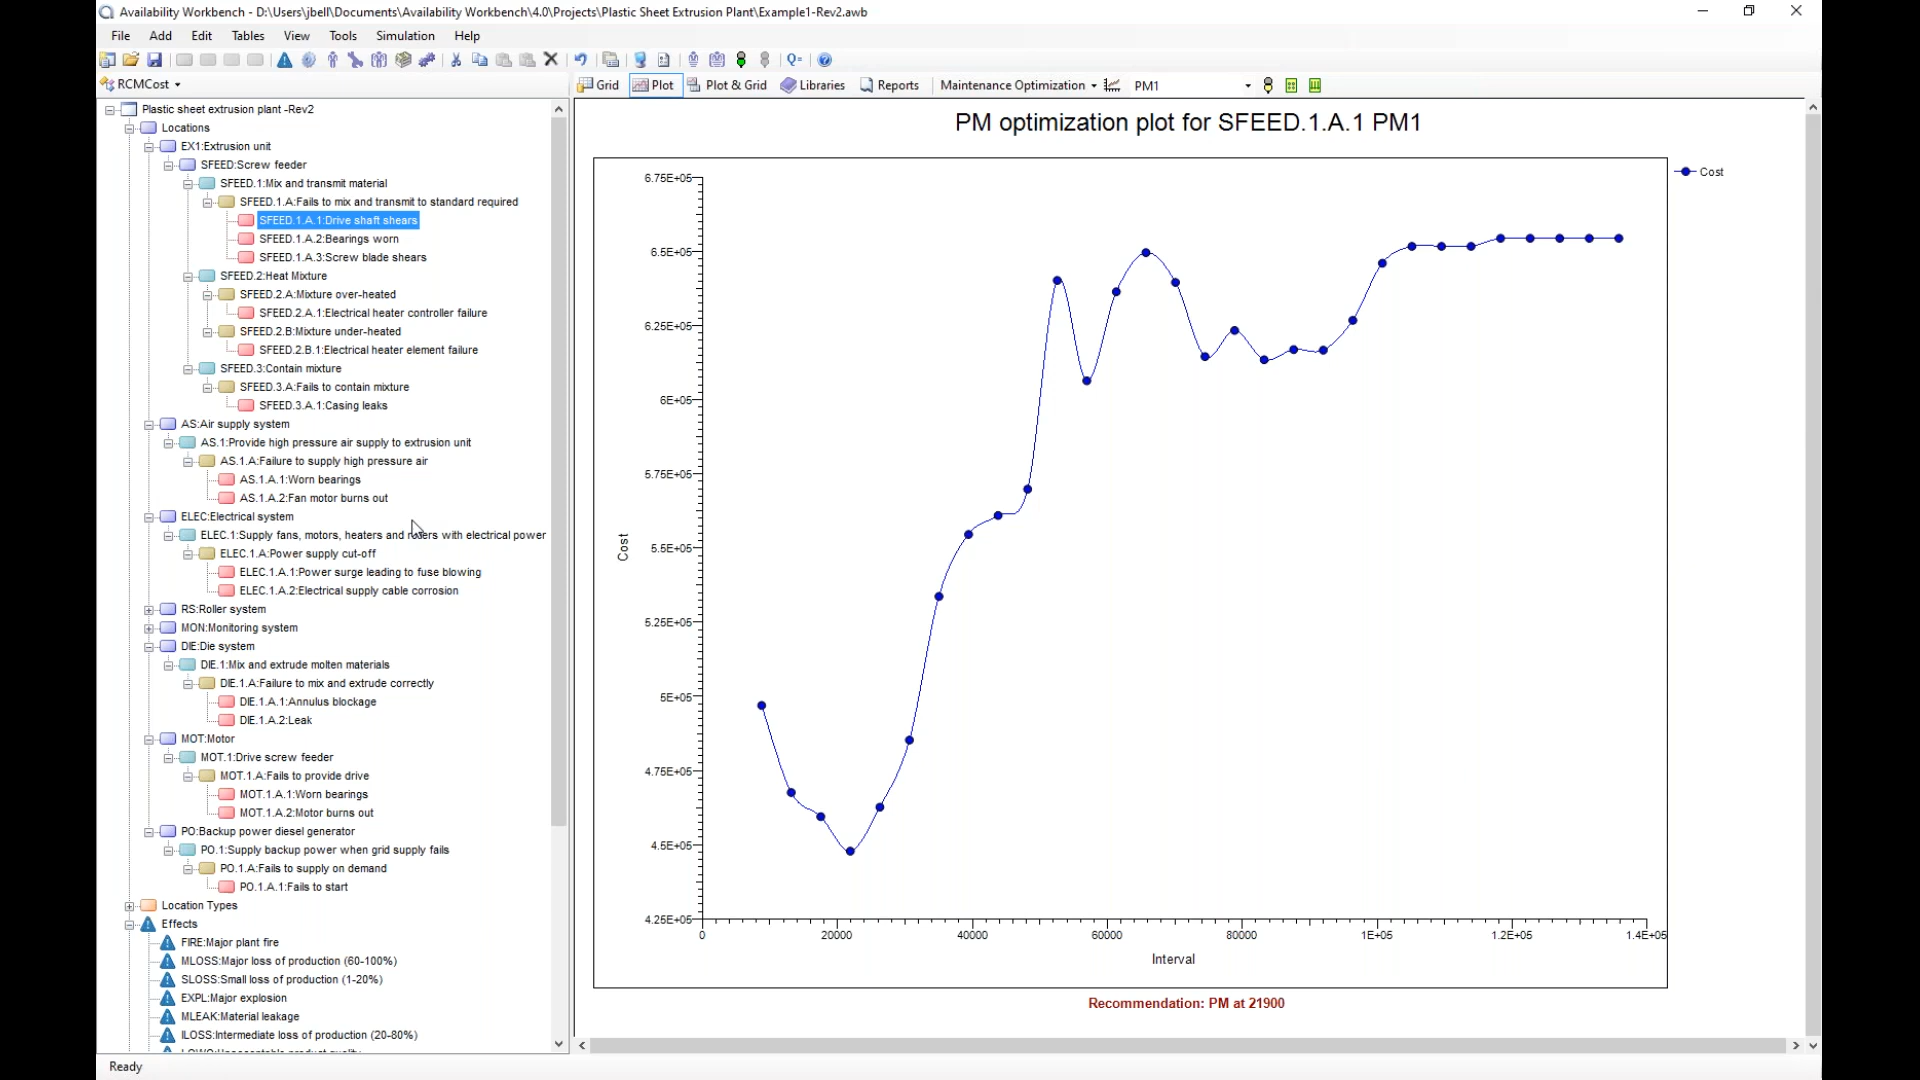 Availability Workbench - D:\Users\jbell\Documents\Availability Workbench\4.0\Projects\Plastic Sheet Extrusion Plant\Example1-Rev2.awb
File Add Edit Tables View Tools Simulation Help
RCMCost
Grid Plot Plot & Grid Libraries Reports Maintenance Optimization PM1
Plastic sheet extrusion plant -Rev2
Locations
EX1:Extrusion unit
SFEED:Screw feeder
SFEED.1:Mix and transmit material
SFEED.1.A:Fails to mix and transmit to standard required
SFEED.1.A.1:Drive shaft shears
SFEED.1.A.2:Bearings worn
SFEED.1.A.3:Screw blade shears
SFEED.2:Heat Mixture
SFEED.2.A:Mixture over-heated
SFEED.2.A.1:Electrical heater controller failure
SFEED.2.B:Mixture under-heated
SFEED.2.B.1:Electrical heater element failure
SFEED.3:Contain mixture
SFEED.3.A:Fails to contain mixture
SFEED.3.A.1:Casing leaks
AS:Air supply system
AS.1:Provide high pressure air supply to extrusion unit
AS.1.A:Failure to supply high pressure air
AS.1.A.1:Worn bearings
AS.1.A.2:Fan motor burns out
ELEC:Electrical system
ELEC.1:Supply fans, motors, heaters and rollers with electrical power
ELEC.1.A:Power supply cut-off
ELEC.1.A.1:Power surge leading to fuse blowing
ELEC.1.A.2:Electrical supply cable corrosion
RS:Roller system
MON:Monitoring system
DIE:Die system
DIE.1:Mix and extrude molten materials
DIE.1.A:Failure to mix and extrude correctly
DIE.1.A.1:Annulus blockage
DIE.1.A.2:Leak
MOT:Motor
MOT.1:Drive screw feeder
MOT.1.A:Fails to provide drive
MOT.1.A.1:Worn bearings
MOT.1.A.2:Motor burns out
PO:Backup power diesel generator
PO.1:Supply backup power when grid supply fails
PO.1.A:Fails to supply on demand
PO.1.A.1:Fails to start
Location Types
Effects
FIRE:Major plant fire
MLOSS:Major loss of production (60-100%)
SLOSS:Small loss of production (1-20%)
EXPL:Major explosion
MLEAK:Material leakage
ILOSS:Intermediate loss of production (20-80%)
PM optimization plot for SFEED.1.A.1 PM1
Cost
6.75E+05
6.5E+05
6.25E+05
6E+05
5.75E+05
5.5E+05
5.25E+05
5E+05
4.75E+05
4.5E+05
4.25E+05
Cost
0 20000 40000 60000 80000 1E+05 1.2E+05 1.4E+05
Interval
Recommendation: PM at 21900
Ready